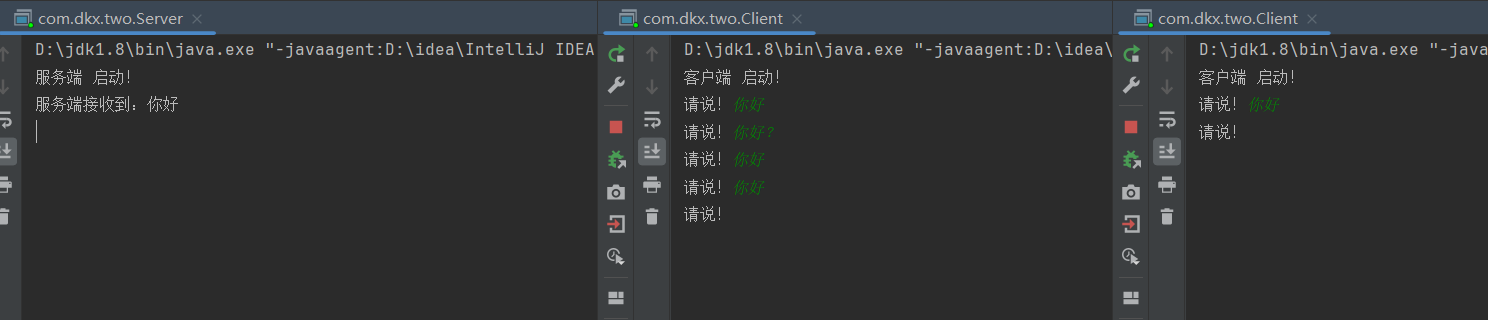 com.dkx.two.Server
D:\jdk1.8\bin\java.exe "-javaagent:D:\idea\IntelliJ IDEA
服务端 启动!
服务端接收到：你好
com.dkx.two.Client
D:\jdk1.8\bin\java.exe "-javaagent:D:\idea\
客户端 启动!
请说! 你好
请说! 你好?
请说! 你好
请说! 你好
请说!
com.dkx.two.Client
D:\jdk1.8\bin\java.exe "-java
客户端 启动!
请说! 你好
请说!